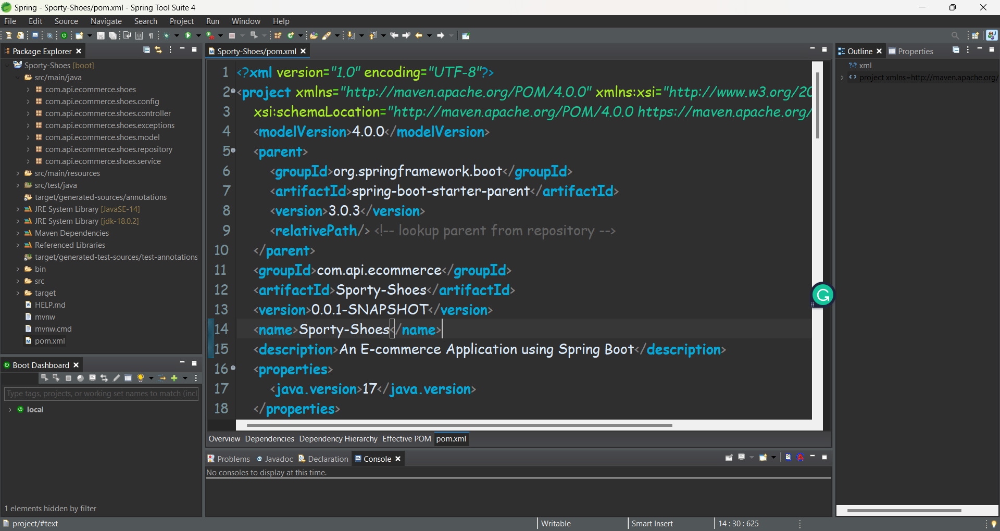 Spring - Sporty-Shoes/pom.xml - Spring Tool Suite 4
File Edit Source Navigate Search Project Run Window Help
Package Explorer
Sporty-Shoes [boot]
src/main/java
com.api.ecommerce.shoes
com.api.ecommerce.shoes.config
com.api.ecommerce.shoes.controller
com.api.ecommerce.shoes.exceptions
com.api.ecommerce.shoes.model
com.api.ecommerce.shoes.repository
com.api.ecommerce.shoes.service
src/main/resources
src/test/java
target/generated-sources/annotations
JRE System Library [JavaSE-14]
JRE System Library [jdk-18.0.2]
Maven Dependencies
Referenced Libraries
target/generated-test-sources/test-annotations
bin
src
target
HELP.md
mvnw
mvnw.cmd
pom.xml
Boot Dashboard
Type tags, projects, or working set names to match (incl
local
1 elements hidden by filter
Sporty-Shoes/pom.xml
1 <?xml version="1.0" encoding="UTF-8"?>
2 <project xmlns="http://maven.apache.org/POM/4.0.0" xmlns:xsi="http://www.w3.org/20
3 xsi:schemaLocation="http://maven.apache.org/POM/4.0.0 https://maven.apache.org/
4 <modelVersion>4.0.0</modelVersion>
5 <parent>
6 <groupId>org.springframework.boot</groupId>
7 <artifactId>spring-boot-starter-parent</artifactId>
8 <version>3.0.3</version>
9 <relativePath/> <!-- lookup parent from repository -->
10 </parent>
11 <groupId>com.api.ecommerce</groupId>
12 <artifactId>Sporty-Shoes</artifactId>
13 <version>0.0.1-SNAPSHOT</version>
14 <name>Sporty-Shoes</name>
15 <description>An E-commerce Application using Spring Boot</description>
16 <properties>
17 <java.version>17</java.version>
18 </properties>
Overview Dependencies Dependency Hierarchy Effective POM pom.xml
Problems Javadoc Declaration Console
No consoles to display at this time.
Outline Properties
?? xml
project xmlns=http://maven.apache.org/
project/#text Writable Smart Insert 14 : 30 : 625